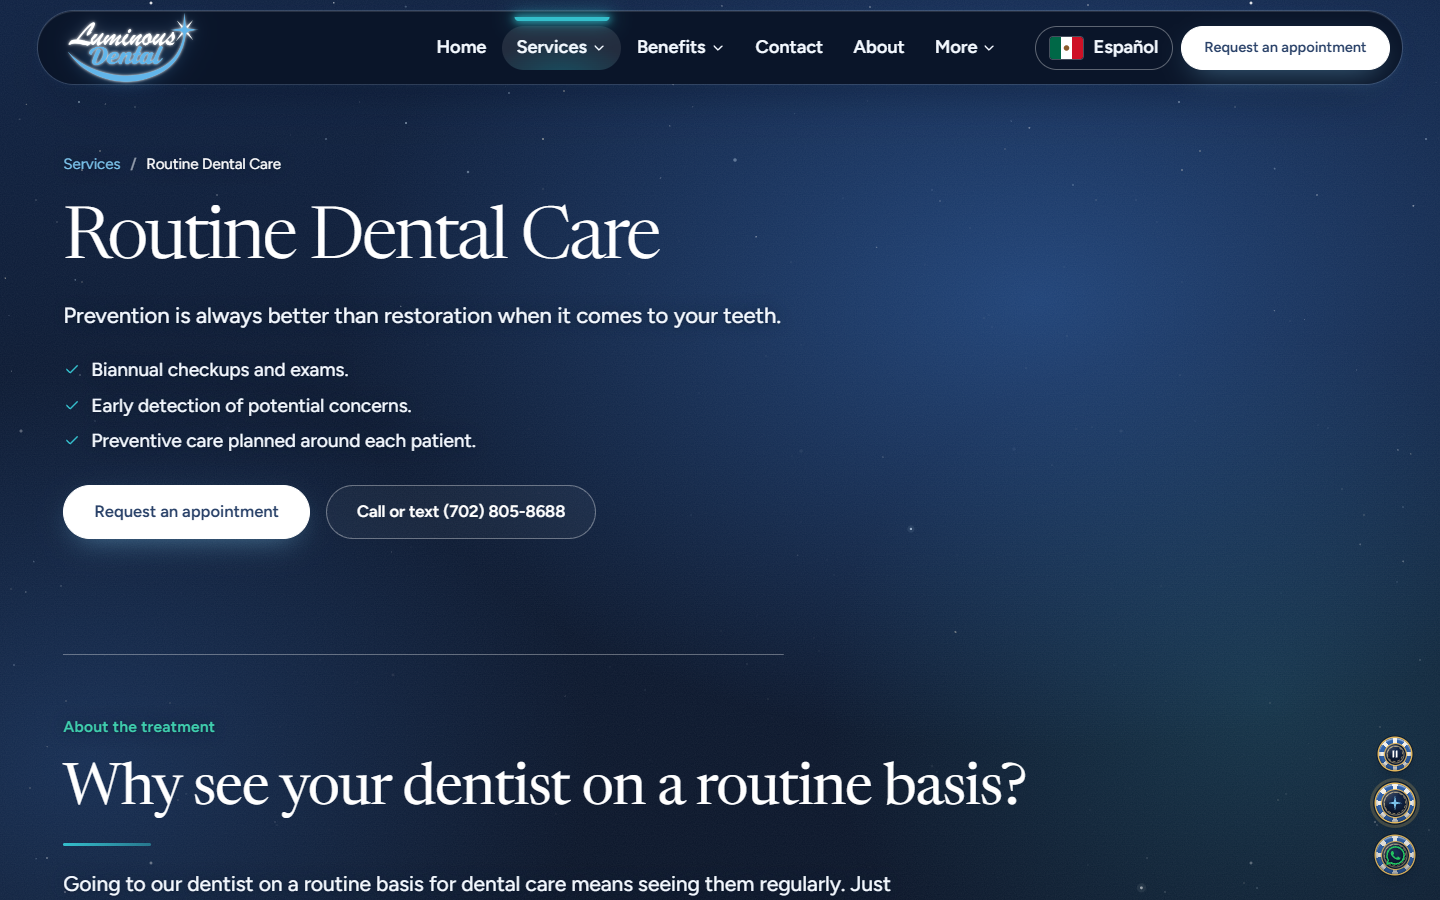 Luminous
Dental
Home
Services
Benefits
Contact
About
More
Español
Request an appointment
Services / Routine Dental Care
Routine Dental Care
Prevention is always better than restoration when it comes to your teeth.
Biannual checkups and exams.
Early detection of potential concerns.
Preventive care planned around each patient.
Request an appointment
Call or text (702) 805-8688
About the treatment
Why see your dentist on a routine basis?
Going to our dentist on a routine basis for dental care means seeing them regularly. Just